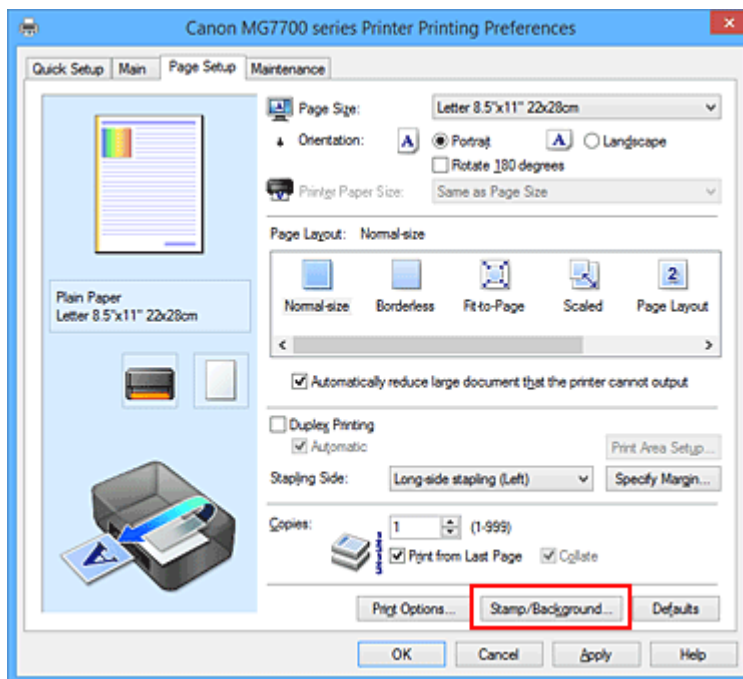 Canon MG7700 series Printer Printing Preferences
Quick Setup Main Page Setup Maintenance
Page Size: Letter 8.5"x11" 22x28cm
Orientation: A Portrait A Landscape
Rotate 180 degrees
Printer Paper Size: Same as Page Size
Page Layout: Normal-size
Normal-size Borderless Fit-to-Page Scaled Page Layout
Plain Paper
Letter 8.5"x11" 22x28cm
Automatically reduce large document that the printer cannot output
Duplex Printing
Automatic Print Area Setup...
Stapling Side: Long-side stapling (Left) Specify Margin...
Copies: 1 (1-999)
Print from Last Page Collate
Print Options... Stamp/Background... Defaults
OK Cancel Apply Help